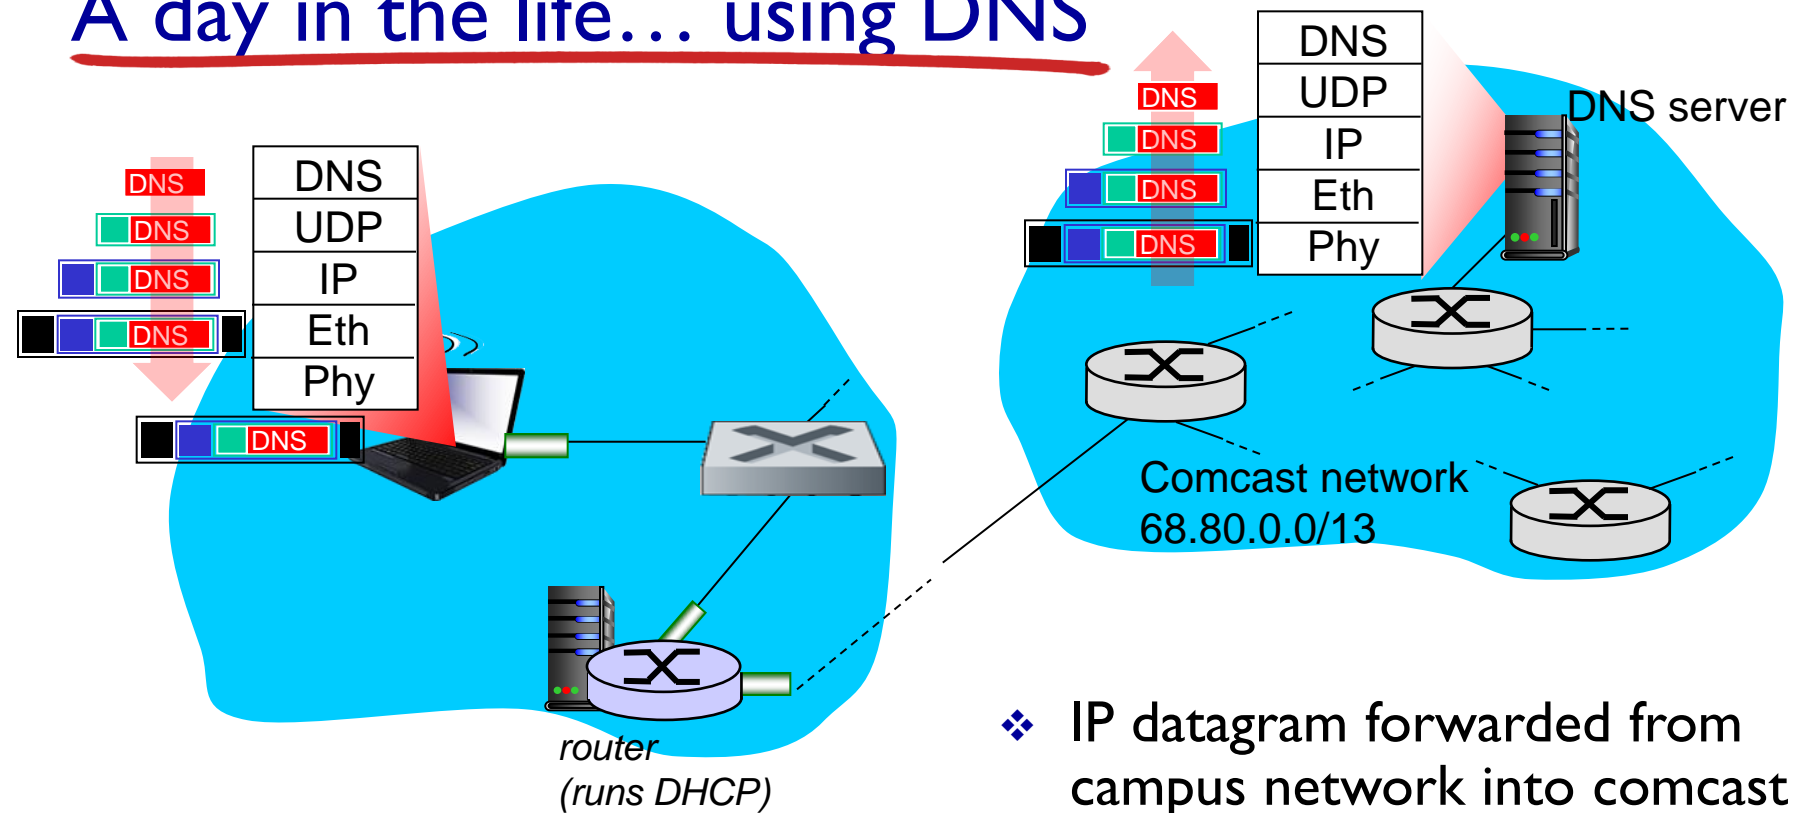 A day in the life… using DNS
DNS
DNS
DNS
DNS
DNS
UDP
IP
Eth
Phy
DNS
DNS
DNS
DNS
DNS
DNS
UDP
IP
Eth
Phy
DNS server
Comcast network
68.80.0.0/13
router
(runs DHCP)
❖ IP datagram forwarded from
campus network into comcast